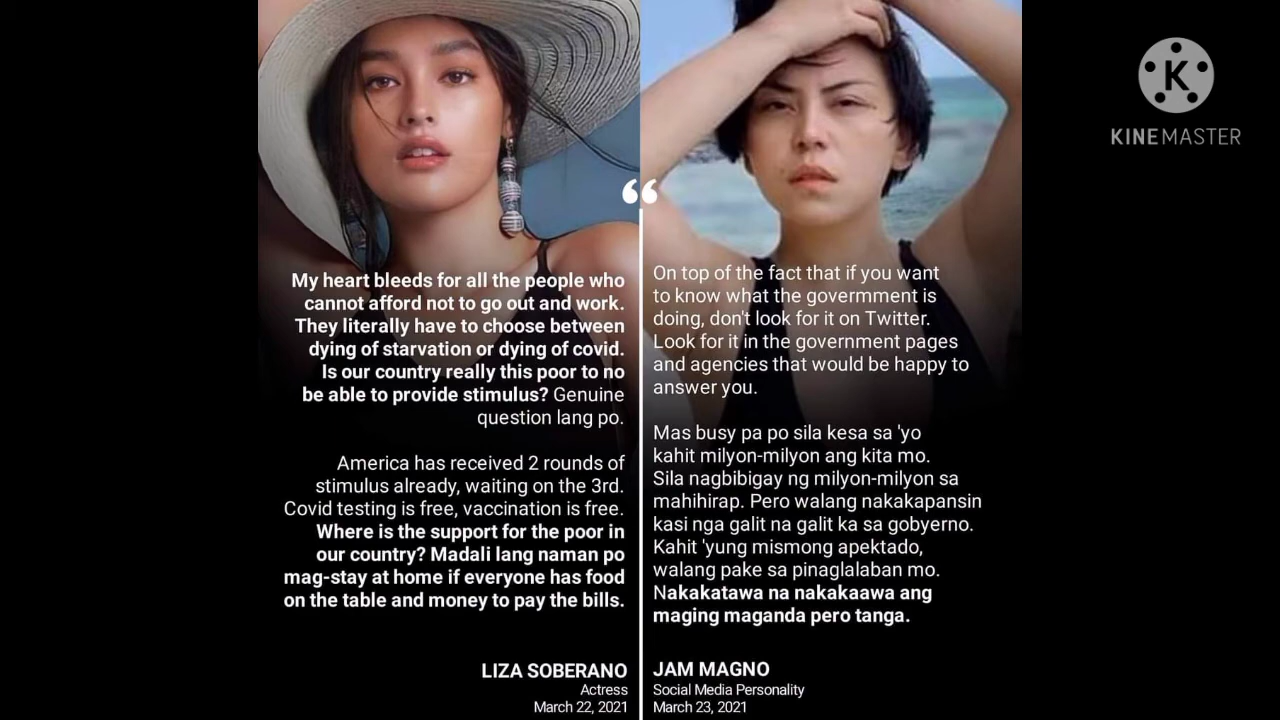 My heart bleeds for all the people who
cannot afford not to go out and work.
They literally have to choose between
dying of starvation or dying of covid.
Is our country really this poor to no
be able to provide stimulus? Genuine
question lang po.
America has received 2 rounds of
stimulus already, waiting on the 3rd.
Covid testing is free, vaccination is free.
Where is the support for the poor in
our country? Madali lang naman po
mag-stay at home if everyone has food
on the table and money to pay the bills.
LIZA SOBERANO
Actress
March 22, 2021
“
On top of the fact that if you want
to know what the govermment is
doing, don't look for it on Twitter.
Look for it in the government pages
and agencies that would be happy to
answer you.
Mas busy pa po sila kesa sa 'yo
kahit milyon-milyon ang kita mo.
Sila nagbibigay ng milyon-milyon sa
mahihirap. Pero walang nakakapansin
kasi nga galit na galit ka sa gobyerno.
Kahit 'yung mismong apektado,
walang pake sa pinaglalaban mo.
Nakakatawa na nakakaawa ang
maging maganda pero tanga.
JAM MAGNO
Social Media Personality
March 23, 2021
K
KINEMASTER